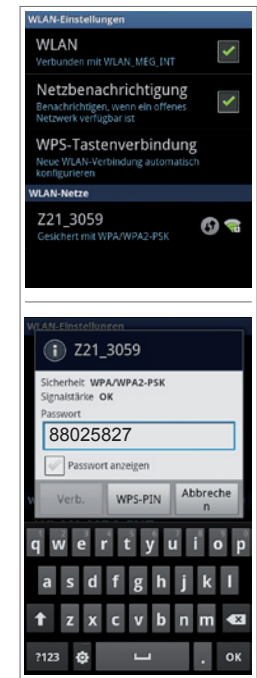 WLAN-Einstellungen
WLAN
Verbunden mit WLAN_MEG_INT
Netzbenachrichtigung
Benachrichtigen, wenn ein offenes
Netzwerk verfügbar ist
WPS-Tastenverbindung
Neue WLAN-Verbindung automatisch
konfigurieren
WLAN-Netze
Z21_3059
Gesichert mit WPA/WPA2-PSK
WLAN-Einstellungen
Z21_3059
Sicherheit WPA/WPA2-PSK
Signalstärke OK
Passwort
88025827
Passwort anzeigen
Verb. WPS-PIN Abbreche
n
q w e r t y u i o p
a s d f g h j k l
z x c v b n m
?123 . OK